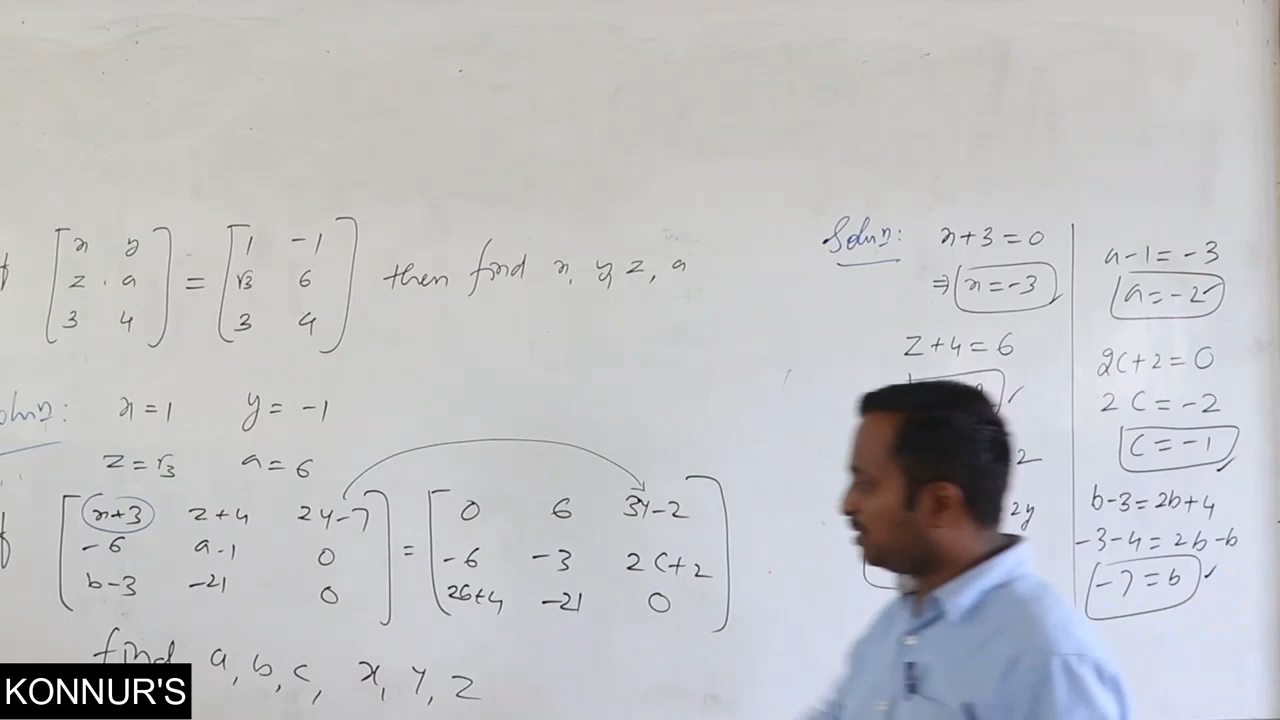 [x y
z . a
3 4] = [1 -1
√3 6
3 4] then find x, y, z, a
Soln: x = 1 y = -1
z = √3 a = 6
[x+3 z+4 2y-7
-6 a-1 0
b-3 -21 0] = [0 6 3y-2
-6 -3 2c+2
2b+4 -21 0]
find a, b, c, x, y, z
Soln: x+3 = 0
⇒ x = -3
z+4 = 6
2y
a-1 = -3
a = -2
2c+2 = 0
2c = -2
c = -1
b-3 = 2b+4
-3-4 = 2b-b
-7 = b
KONNUR'S